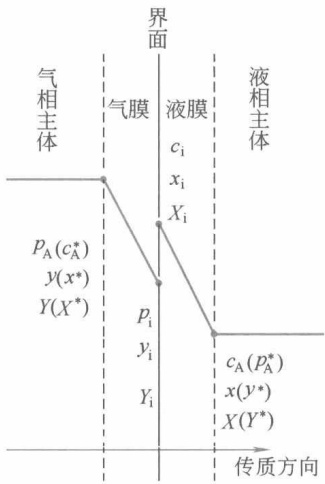 界面
气相主体
气膜
液膜
液相主体
c_i
x_i
X_i
p_A(c_A^*)
y(x^*)
Y(X^*)
p_i
y_i
Y_i
c_A(p_A^*)
x(y^*)
X(Y^*)
传质方向